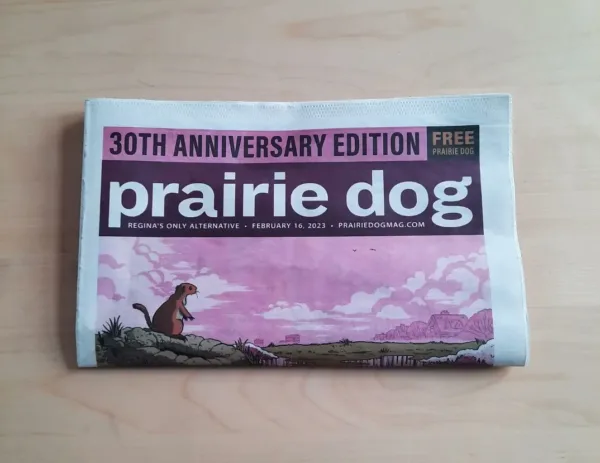 30TH ANNIVERSARY EDITION
FREE
PRAIRIE DOG
prairie dog
REGINA'S ONLY ALTERNATIVE • FEBRUARY 16, 2023 • PRAIRIEDOGMAG.COM